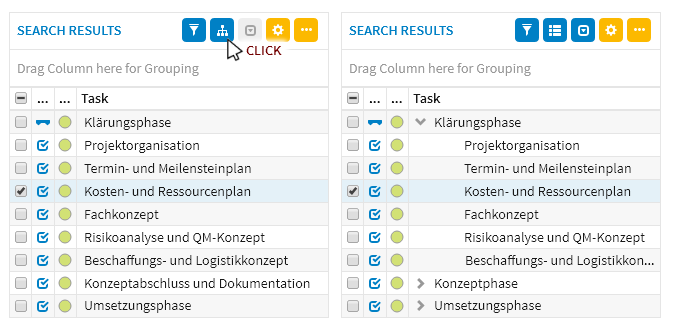 SEARCH RESULTS
CLICK
Drag Column here for Grouping
... ... Task
Klärungsphase
Projektorganisation
Termin- und Meilensteinplan
Kosten- und Ressourcenplan
Fachkonzept
Risikoanalyse und QM-Konzept
Beschaffungs- und Logistikkonzept
Konzeptabschluss und Dokumentation
Umsetzungsphase
SEARCH RESULTS
Drag Column here for Grouping
... ... Task
Klärungsphase
Projektorganisation
Termin- und Meilensteinplan
Kosten- und Ressourcenplan
Fachkonzept
Risikoanalyse und QM-Konzept
Beschaffungs- und Logistikkon...
Konzeptphase
Umsetzungsphase